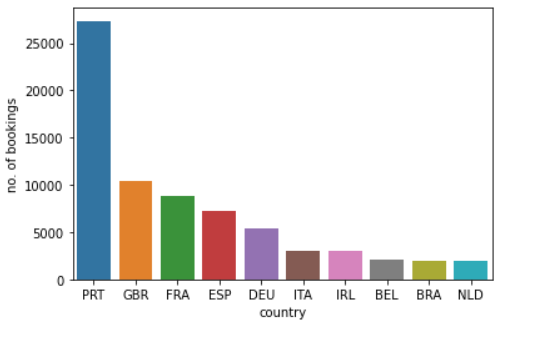 no. of bookings
25000
20000
15000
10000
5000
0
PRT GBR FRA ESP DEU ITA IRL BEL BRA NLD
country